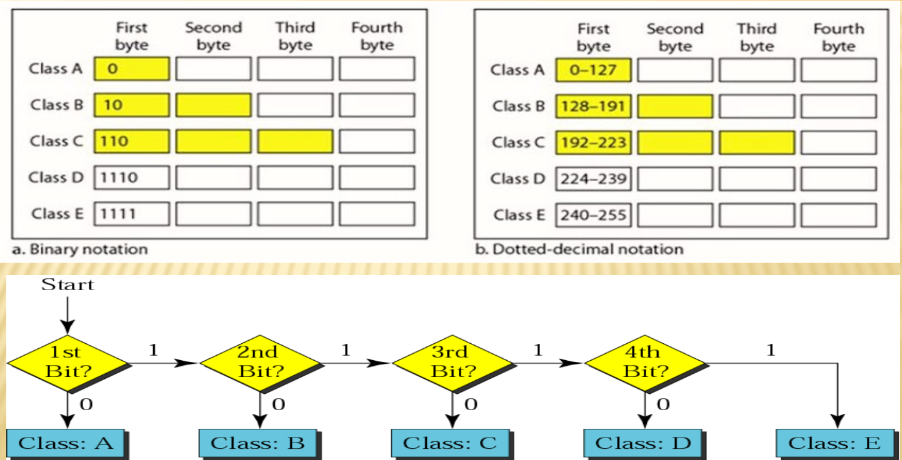 First Second Third Fourth
byte byte byte byte
Class A 0
Class B 10
Class C 110
Class D 1110
Class E 1111
a. Binary notation
First Second Third Fourth
byte byte byte byte
Class A 0–127
Class B 128–191
Class C 192–223
Class D 224–239
Class E 240–255
b. Dotted-decimal notation
Start
1st 1 2nd 1 3rd 1 4th 1
Bit? Bit? Bit? Bit?
0 0 0 0
Class: A Class: B Class: C Class: D Class: E